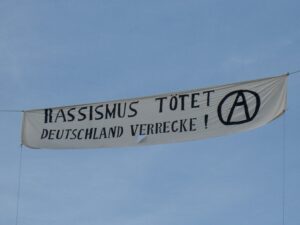 RASSISMUS TÖTET
DEUTSCHLAND VERRECKE!